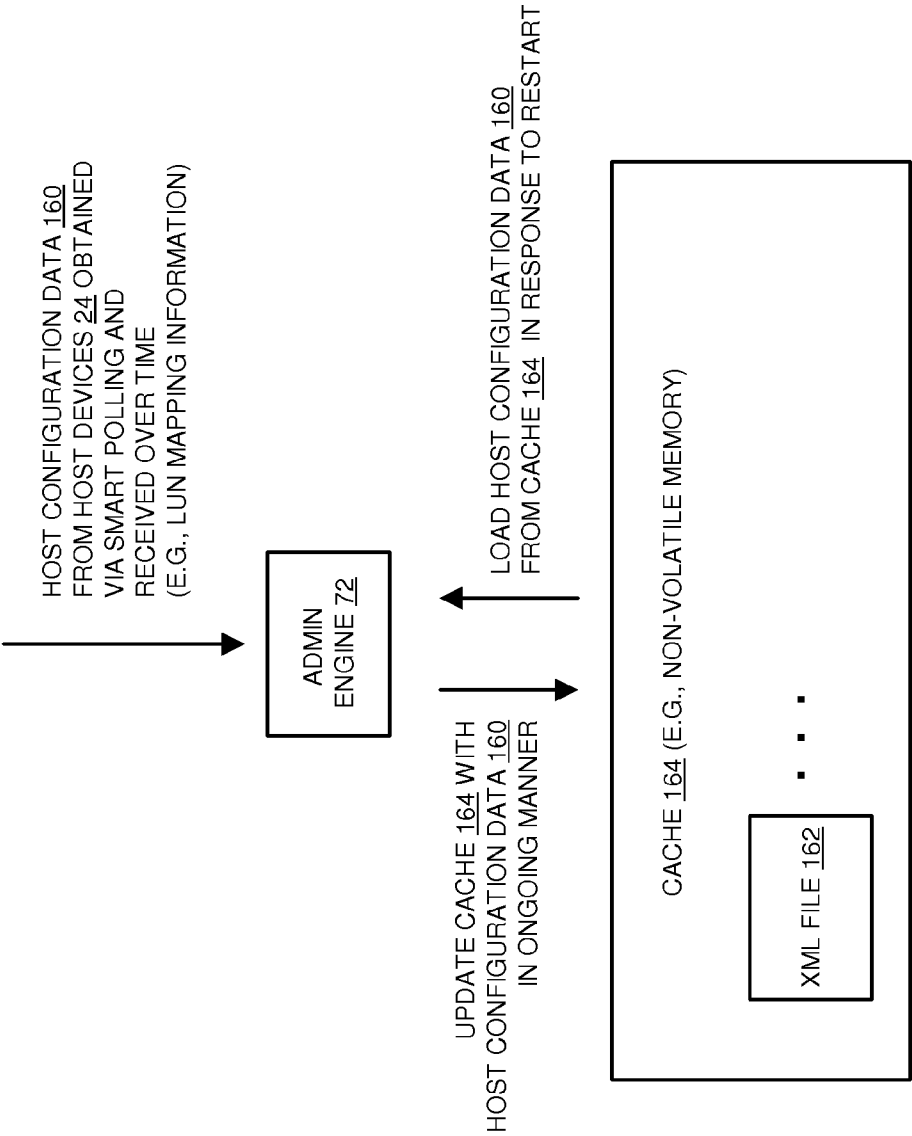 HOST CONFIGURATION DATA 160
FROM HOST DEVICES 24 OBTAINED
VIA SMART POLLING AND
RECEIVED OVER TIME
(E.G., LUN MAPPING INFORMATION)
ADMIN
ENGINE 72
UPDATE CACHE 164 WITH
HOST CONFIGURATION DATA 160
IN ONGOING MANNER
LOAD HOST CONFIGURATION DATA 160
FROM CACHE 164 IN RESPONSE TO RESTART
CACHE 164 (E.G., NON-VOLATILE MEMORY)
XML FILE 162